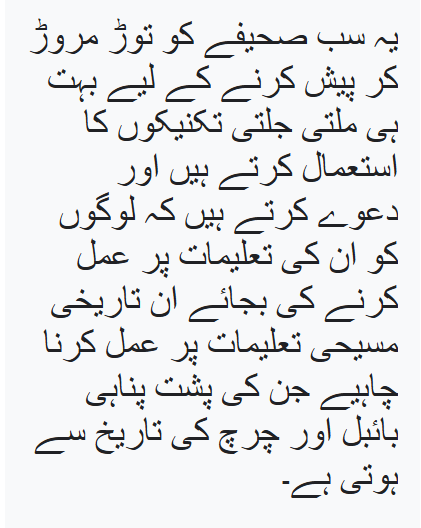 یہ سب صحیفے کو توڑ مروڑ
کر پیش کرنے کے لیے بہت
ہی ملتی جلتی تکنیکوں کا
استعمال کرتے ہیں اور
دعوے کرتے ہیں کہ لوگوں
کو ان کی تعلیمات پر عمل
کرنے کی بجائے ان تاریخی
مسیحی تعلیمات پر عمل کرنا
چاہیے جن کی پشت پناہی
بائبل اور چرچ کی تاریخ سے
ہوتی ہے۔